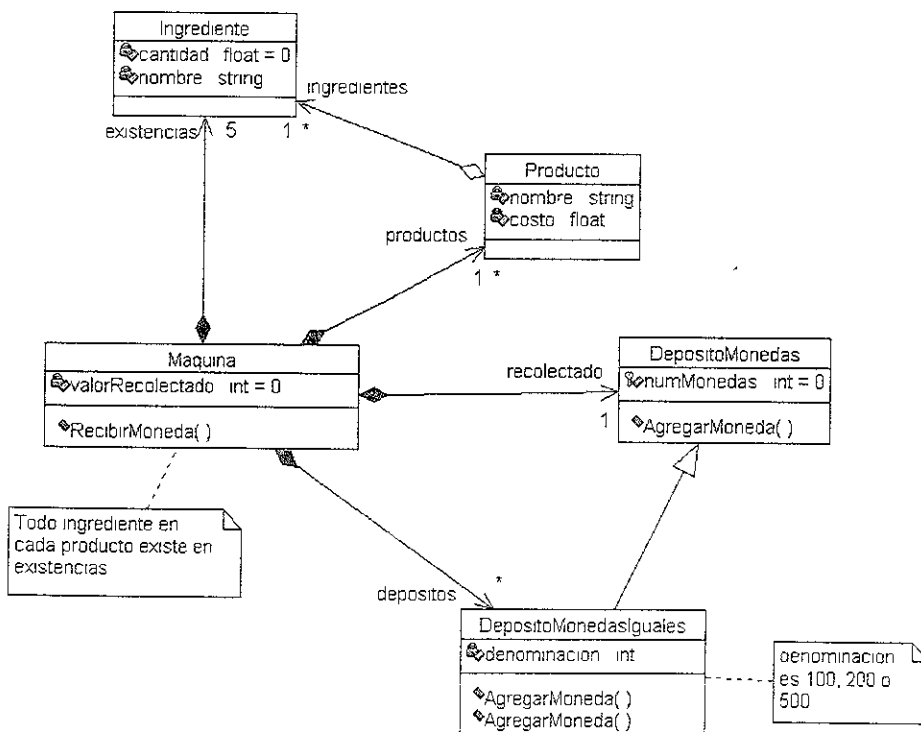 Ingrediente
cantidad float = 0
nombre string
ingredientes
existencias 5 1 *
Producto
nombre string
costo float
productos
1 *
Maquina
valorRecolectado int = 0
RecibirMoneda( )
recolectado
1
DepositoMonedas
numMonedas int = 0
AgregarMoneda( )
Todo ingrediente en
cada producto existe en
existencias
depositos
*
DepositoMonedasIguales
denominacion int
AgregarMoneda( )
AgregarMoneda( )
denominacion
es 100, 200 o
500